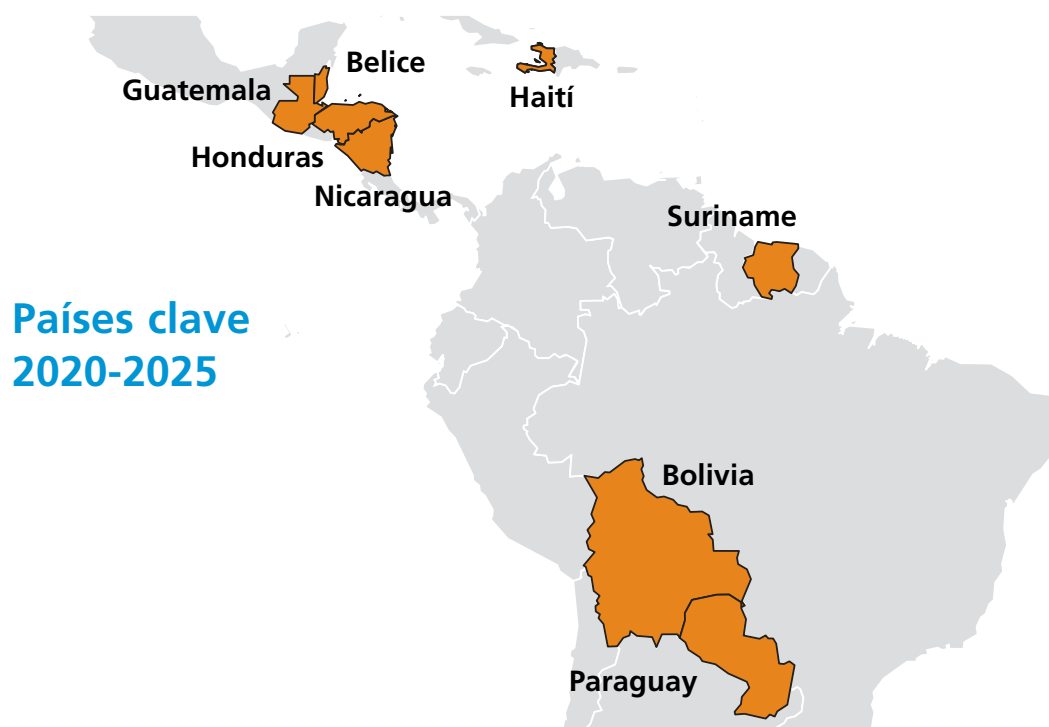 Belice
Guatemala
Haití
Honduras
Nicaragua
Suriname
Países clave
2020-2025
Bolivia
Paraguay